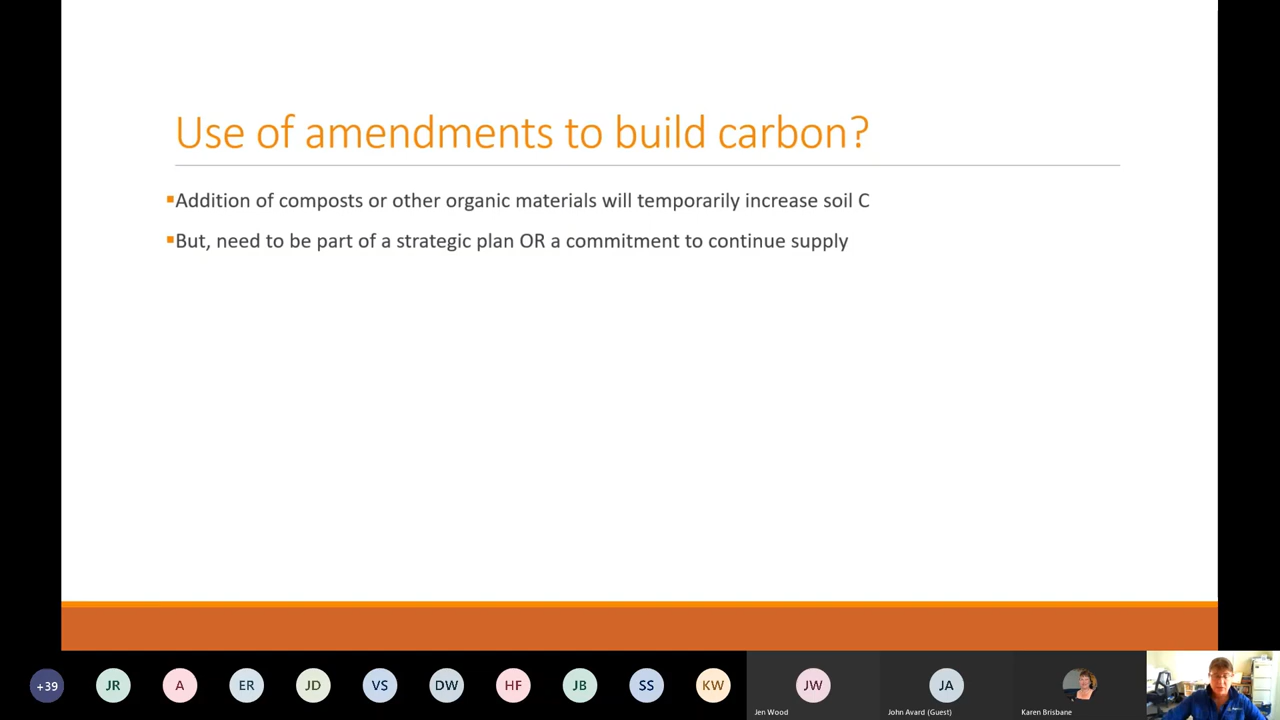 Use of amendments to build carbon?
Addition of composts or other organic materials will temporarily increase soil C
But, need to be part of a strategic plan OR a commitment to continue supply
+39
JR
A
ER
JD
VS
DW
HF
JB
SS
KW
JW
Jen Wood
JA
John Avard (Guest)
Karen Brisbane